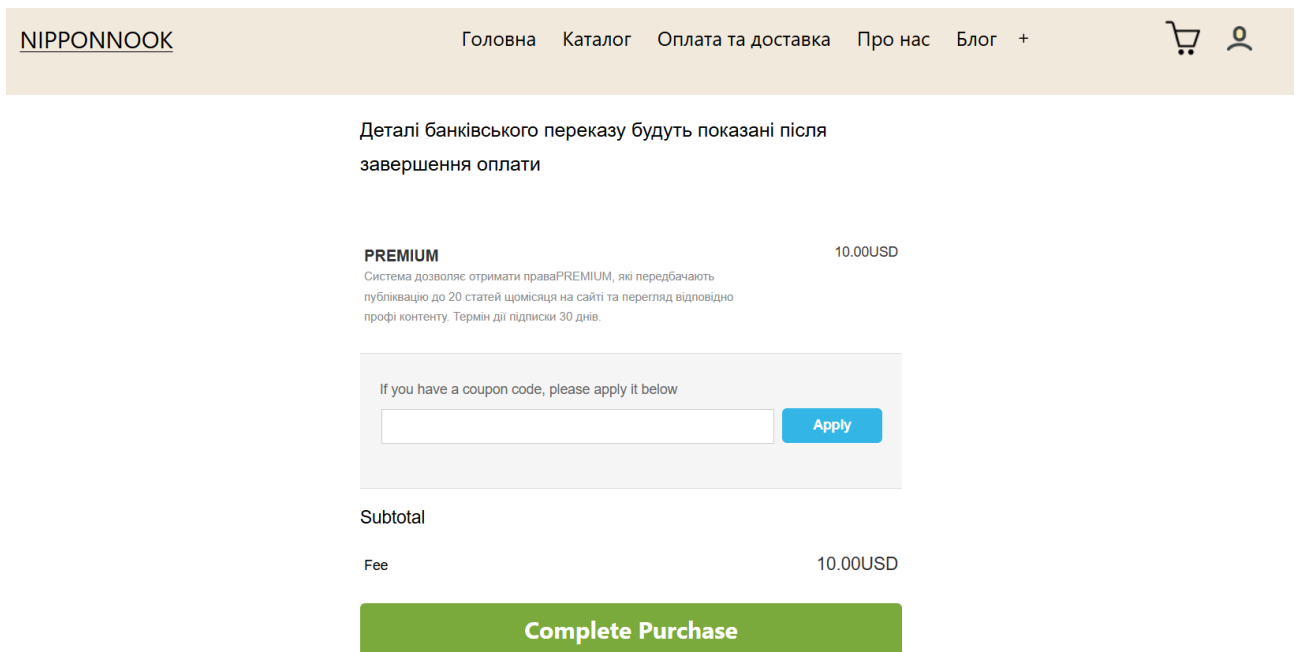 NIPPONNOOK
Головна Каталог Оплата та доставка Про нас Блог +
Деталі банківського переказу будуть показані після
завершення оплати
PREMIUM 10.00USD
Система дозволяє отримати праваPREMIUM, які передбачають
публіквацію до 20 статей щомісяця на сайті та перегляд відповідно
профі контенту. Термін дії підписки 30 днів.
If you have a coupon code, please apply it below
Apply
Subtotal
Fee 10.00USD
Complete Purchase